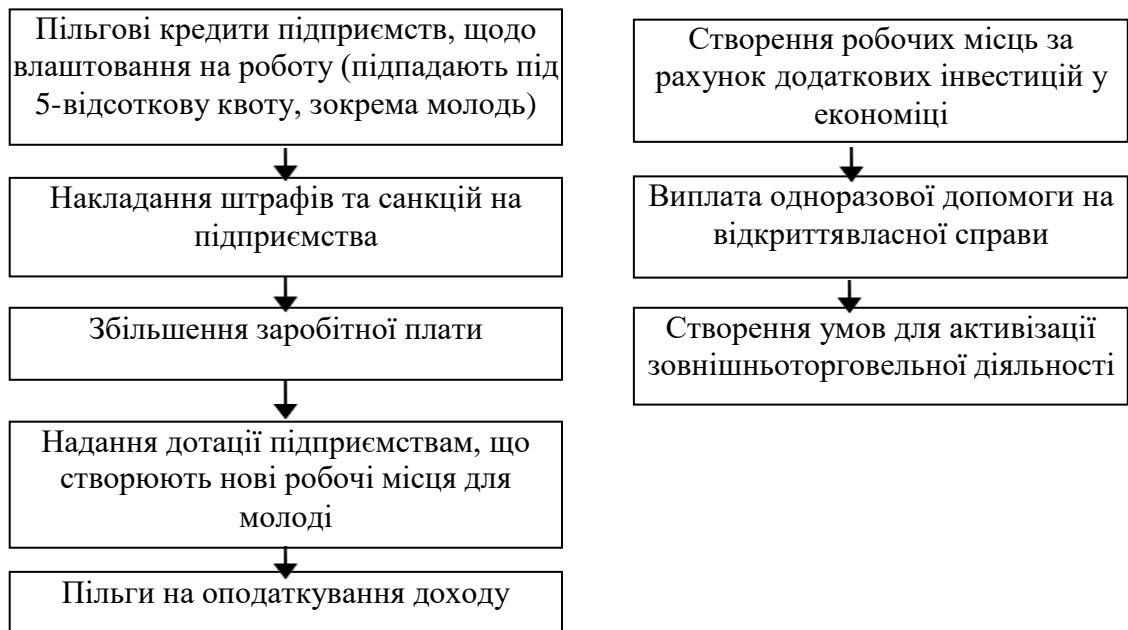 Пільгові кредити підприємств, щодо
влаштовання на роботу (підпадають під
5-відсоткову квоту, зокрема молодь)
Накладання штрафів та санкцій на
підприємства
Збільшення заробітної плати
Надання дотації підприємствам, що
створюють нові робочі місця для
молоді
Пільги на оподаткування доходу
Створення робочих місць за
рахунок додаткових інвестицій у
економіці
Виплата одноразової допомоги на
відкриттявласної справи
Створення умов для активізації
зовнішньоторговельної діяльності